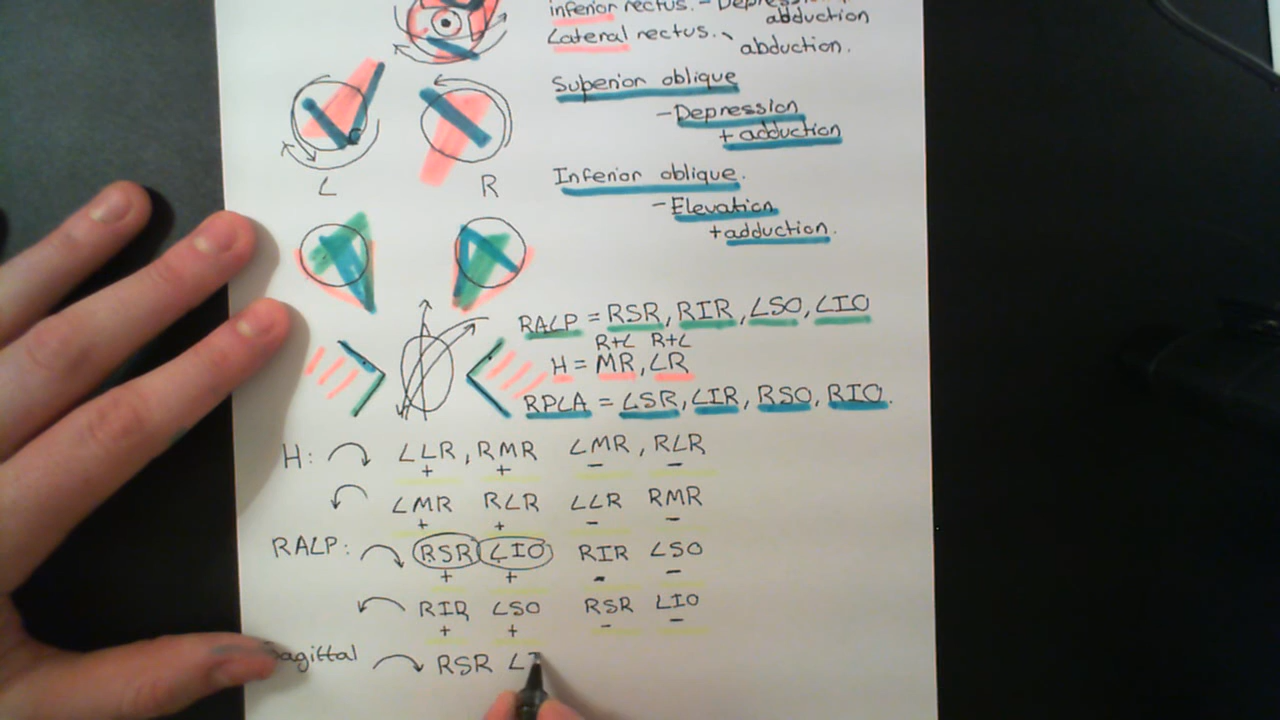 inferior rectus. - Depression +
adduction
Lateral rectus. - abduction.
Superior oblique
- Depression
+ adduction
L R
Inferior oblique.
- Elevation
+ adduction.
RALP = RSR, RIR, LSO, LIO
R+L R+L
H = MR, LR
RPLA = LSR, LIR, RSO, RIO.
H: LLR, RMR LMR, RLR
+ + - -
LMR RLR LLR RMR
+ + - -
RALP: RSR LIO RIR LSO
+ + - -
RIR LSO RSR LIO
+ + - -
Sagittal RSR LI